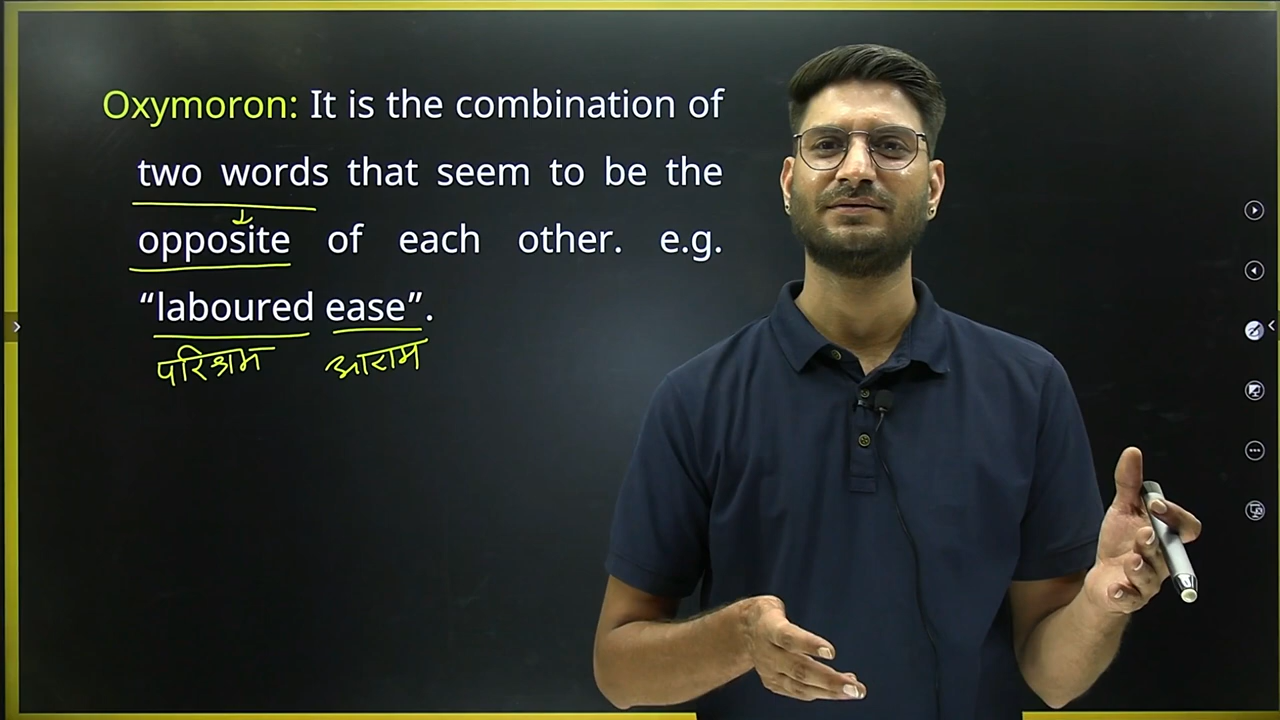 Oxymoron: It is the combination of
two words that seem to be the
opposite of each other. e.g.
“laboured ease”.
परिश्रम आराम